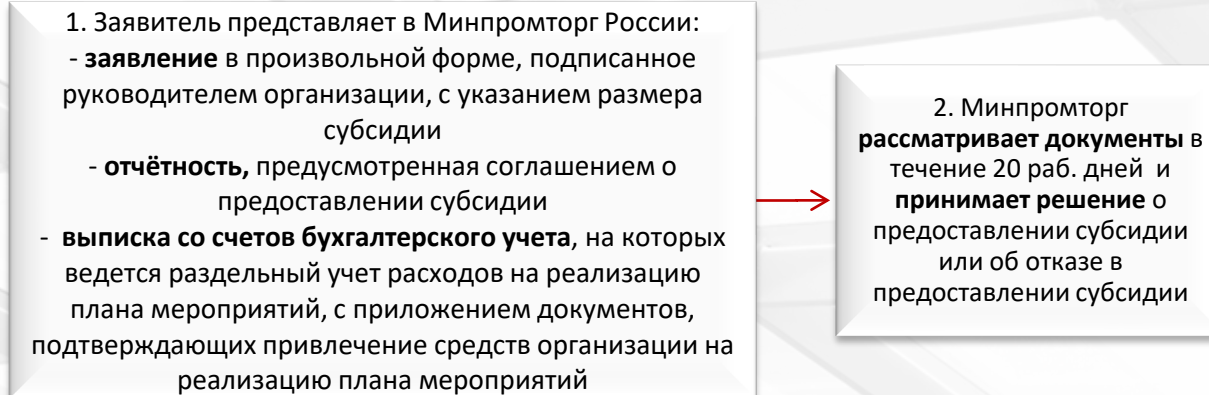 1. Заявитель представляет в Минпромторг России:
- заявление в произвольной форме, подписанное
руководителем организации, с указанием размера
субсидии
- отчётность, предусмотренная соглашением о
предоставлении субсидии
- выписка со счетов бухгалтерского учета, на которых
ведется раздельный учет расходов на реализацию
плана мероприятий, с приложением документов,
подтверждающих привлечение средств организации на
реализацию плана мероприятий
2. Минпромторг
рассматривает документы в
течение 20 раб. дней и
принимает решение о
предоставлении субсидии
или об отказе в
предоставлении субсидии